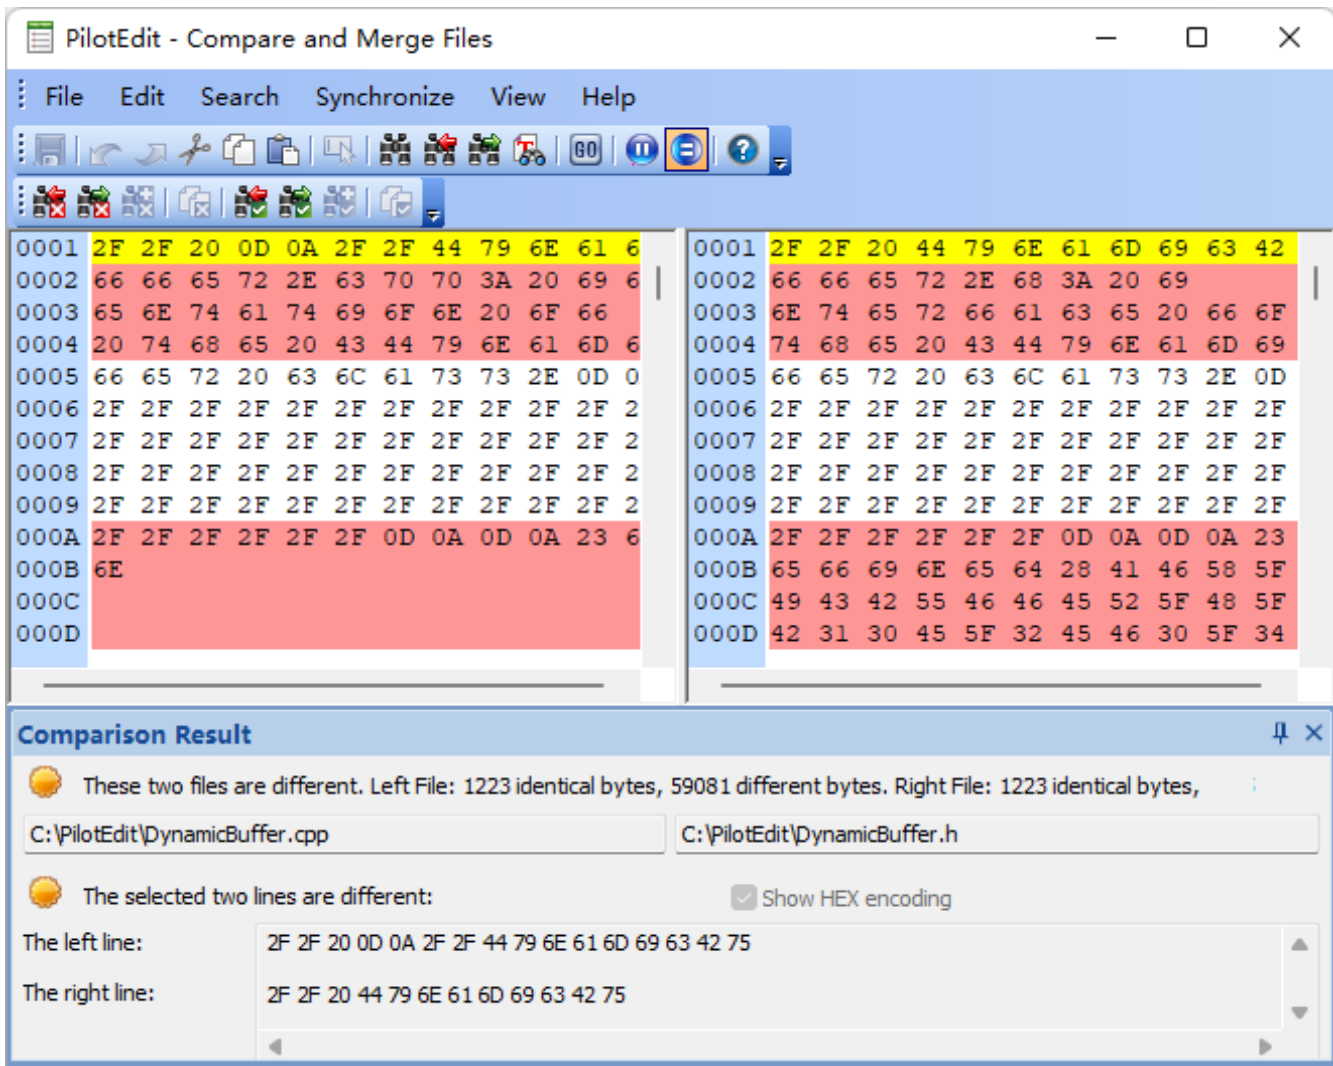 PilotEdit - Compare and Merge Files
File Edit Search Synchronize View Help
GO
0001 2F 2F 20 0D 0A 2F 2F 44 79 6E 61 6
0002 66 66 65 72 2E 63 70 70 3A 20 69 6
0003 65 6E 74 61 74 69 6F 6E 20 6F 66
0004 20 74 68 65 20 43 44 79 6E 61 6D 6
0005 66 65 72 20 63 6C 61 73 73 2E 0D 0
0006 2F 2F 2F 2F 2F 2F 2F 2F 2F 2F 2F 2
0007 2F 2F 2F 2F 2F 2F 2F 2F 2F 2F 2F 2
0008 2F 2F 2F 2F 2F 2F 2F 2F 2F 2F 2F 2
0009 2F 2F 2F 2F 2F 2F 2F 2F 2F 2F 2F 2
000A 2F 2F 2F 2F 2F 2F 0D 0A 0D 0A 23 6
000B 6E
000C
000D
0001 2F 2F 20 44 79 6E 61 6D 69 63 42
0002 66 66 65 72 2E 68 3A 20 69
0003 6E 74 65 72 66 61 63 65 20 66 6F
0004 74 68 65 20 43 44 79 6E 61 6D 69
0005 66 65 72 20 63 6C 61 73 73 2E 0D
0006 2F 2F 2F 2F 2F 2F 2F 2F 2F 2F 2F
0007 2F 2F 2F 2F 2F 2F 2F 2F 2F 2F 2F
0008 2F 2F 2F 2F 2F 2F 2F 2F 2F 2F 2F
0009 2F 2F 2F 2F 2F 2F 2F 2F 2F 2F 2F
000A 2F 2F 2F 2F 2F 2F 0D 0A 0D 0A 23
000B 65 66 69 6E 65 64 28 41 46 58 5F
000C 49 43 42 55 46 46 45 52 5F 48 5F
000D 42 31 30 45 5F 32 45 46 30 5F 34
Comparison Result
These two files are different. Left File: 1223 identical bytes, 59081 different bytes. Right File: 1223 identical bytes,
C:\PilotEdit\DynamicBuffer.cpp
C:\PilotEdit\DynamicBuffer.h
The selected two lines are different:
Show HEX encoding
The left line: 2F 2F 20 0D 0A 2F 2F 44 79 6E 61 6D 69 63 42 75
The right line: 2F 2F 20 44 79 6E 61 6D 69 63 42 75